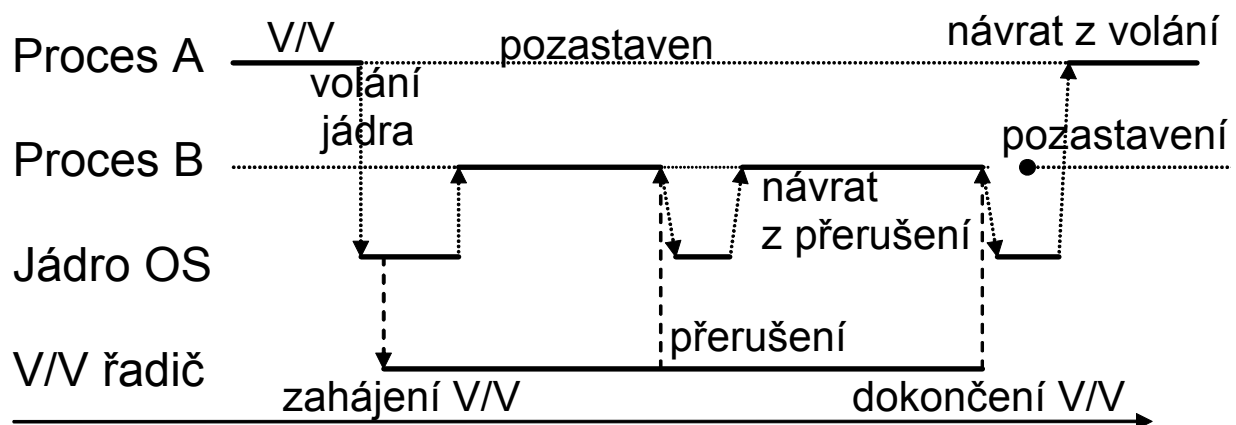 V/V
návrat z volání
Proces A
pozastaven
volání
jádra
pozastavení
Proces B
návrat
z přerušení
Jádro OS
přerušení
V/V řadič
zahájení V/V
dokončení V/V